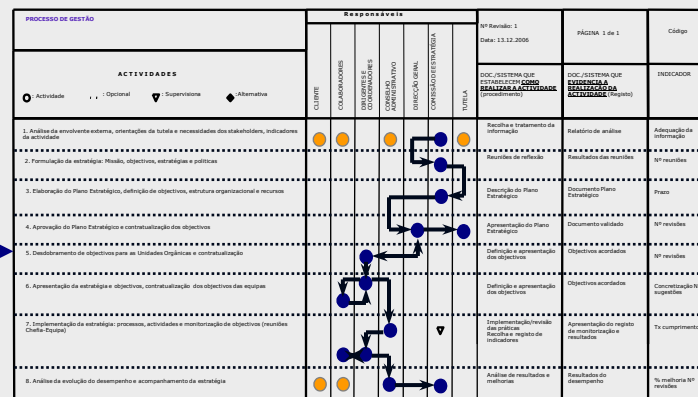 PROCESSO DE GESTÃO
Responsáveis
Nº Revisão: 1
Data: 13.12.2006
PÁGINA 1 de 1
Código
ACTIVIDADES
: Actividade
: Opcional
: Supervisiona
:Alternativa
CLIENTE
COLABORADORES
DIRIGENTES E
COORDENADORES
CONSELHO
ADMINISTRATIVO
DIRECÇÃO GERAL
COMISSÃO DE ESTRATÉGIA
TUTELA
DOC./SISTEMA QUE
ESTABELECEM COMO
REALIZAR A ACTIVIDADE
(procedimento)
DOC./SISTEMA QUE
EVIDENCIA A
REALIZAÇÃO DA
ACTIVIDADE (Registo)
INDICADOR
1. Análise da envolvente externa, orientações da tutela e necessidades dos stakeholders, indicadores
da actividade
Recolha e tratamento da
informação
Relatório de análise
Adequação da
informação
2. Formulação da estratégia: Missão, objectivos, estratégias e politicas
Reuniões de reflexão
Resultados das reuniões
Nº reuniões
3. Elaboração do Plano Estratégico, definição de objectivos, estrutura organizacional e recursos
Descrição do Plano
Estratégico
Documento Plano
Estratégico
Prazo
4. Aprovação do Plano Estratégico e contratualização dos objectivos
Apresentação do Plano
Estratégico
Documento validado
Nº revisões
5. Desdobramento de objectivos para as Unidades Orgânicas e contratualização
Definição e apresentação
dos objectivos
Objectivos acordados
Nº revisões
6. Apresentação da estratégia e objectivos, contratualização dos objectivos das equipas
Definição e apresentação
dos objectivos
Objectivos acordados
Concretização N
sugestões
7. Implementação da estratégia: processos, actividades e monitorização de objectivos (reuniões
Chefia-Equipa)
Implementação/revisão
das práticas
Recolha e registo de
indicadores
Apresentação do registo
de monitorização e
resultados
Tx cumprimento
8. Análise da evolução do desempenho e acompanhamento da estratégia
Análise de resultados e
melhorias
Resultados do
desempenho
% melhoria Nº
revisões